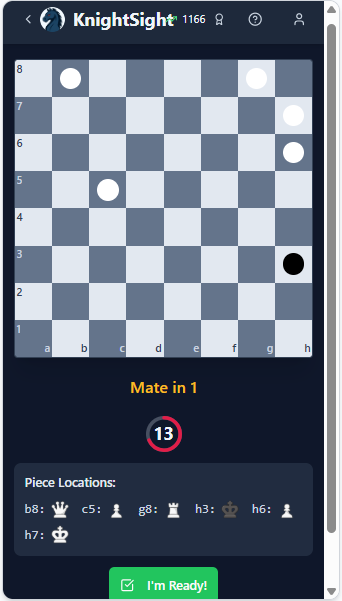 KnightSight 1166
8
7
6
5
4
3
2
1 a b c d e f g h
Mate in 1
13
Piece Locations:
b8: c5: g8: h3: h6:
h7:
I'm Ready!